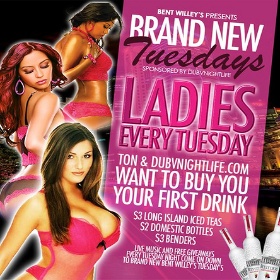 BENT WILLEY'S PRESENTS
BRAND NEW
Tuesdays
SPONSORED BY DUBVNIGHTLIFE
LADIES
EVERY TUESDAY
TON & DUBVNIGHTLIFE.COM
WANT TO BUY YOU
YOUR FIRST DRINK
$3 LONG ISLAND ICED TEAS
$2 DOMESTIC BOTTLES
$3 BENDERS
LIVE MUSIC AND FREE GIVEAWAYS
EVERY TUESDAY NIGHT COME ON DOWN
TO BRAND NEW BENT WILLEY'S TUESDAY'S